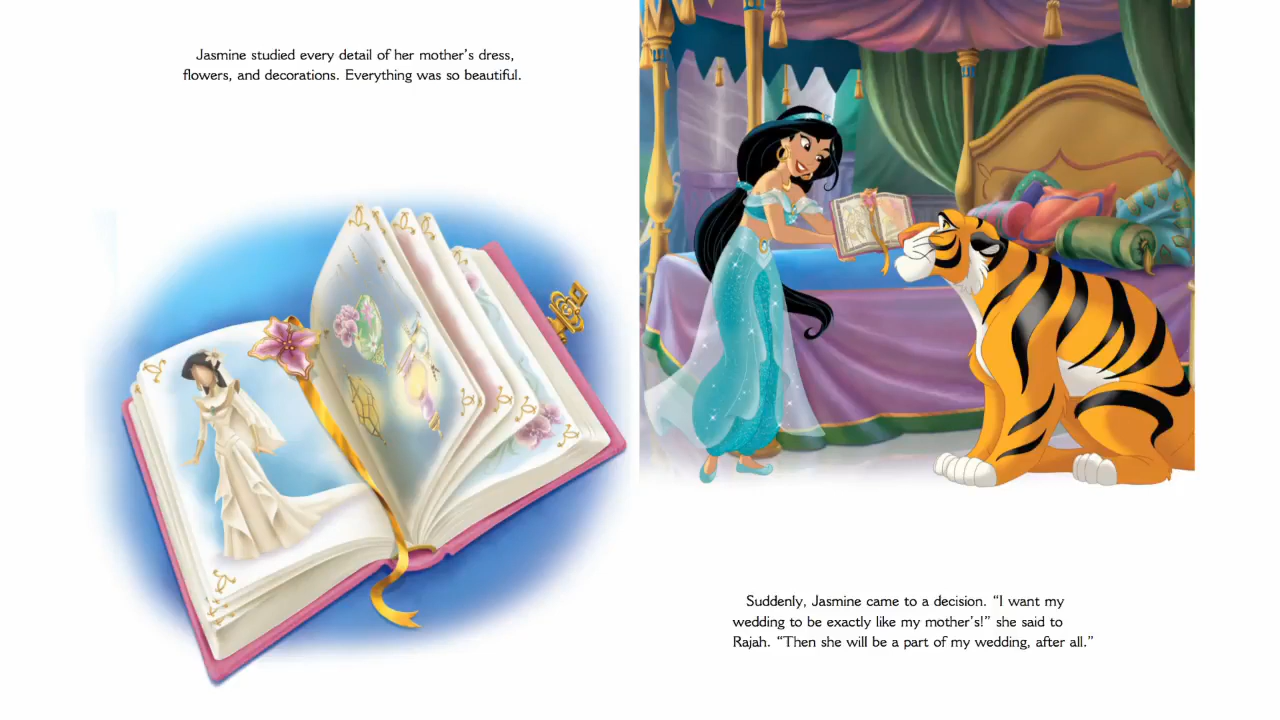 Jasmine studied every detail of her mother’s dress,
flowers, and decorations. Everything was so beautiful.
Suddenly, Jasmine came to a decision. “I want my
wedding to be exactly like my mother’s!” she said to
Rajah. “Then she will be a part of my wedding, after all.”